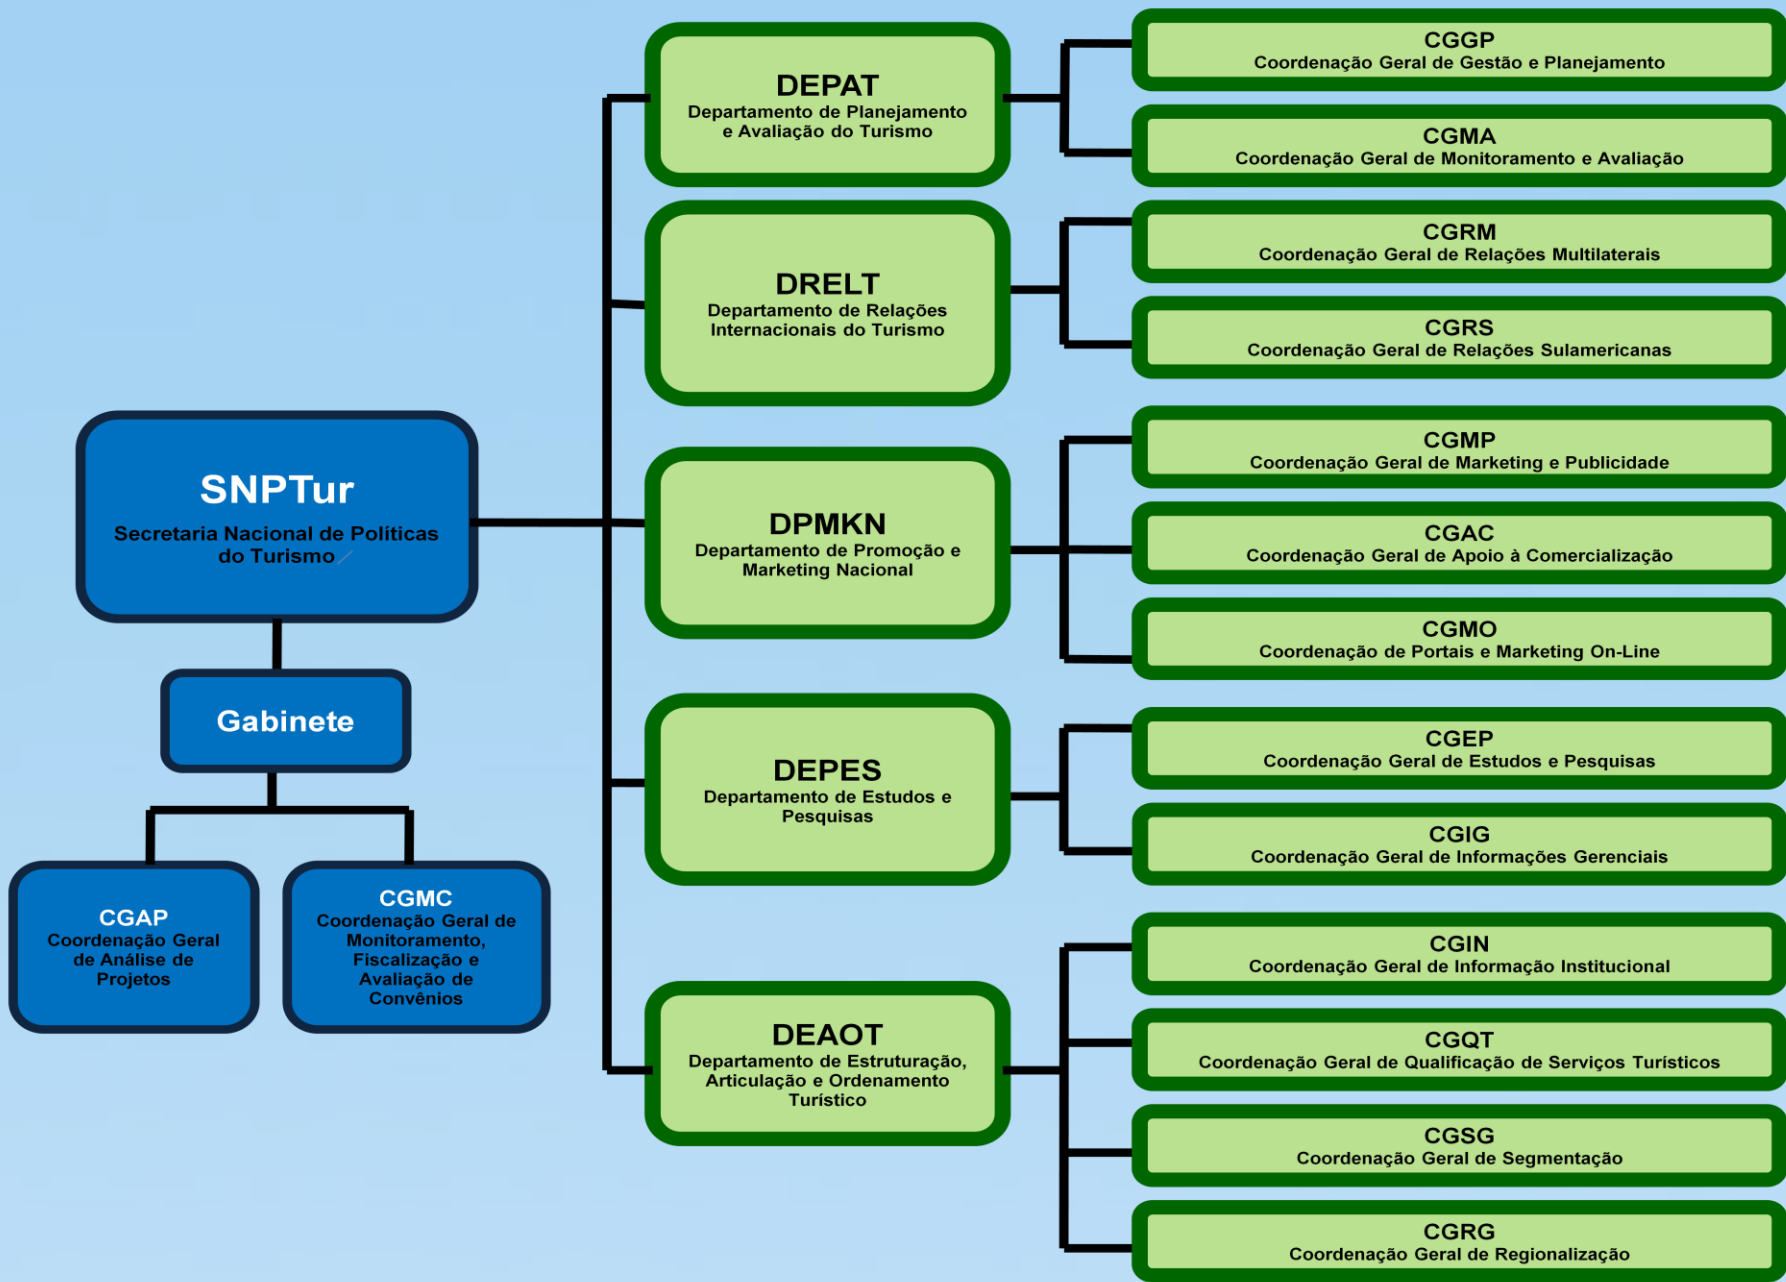 SNPTur
Secretaria Nacional de Políticas
do Turismo
Gabinete
CGAP
Coordenação Geral
de Análise de
Projetos
CGMC
Coordenação Geral de
Monitoramento,
Fiscalização e
Avaliação de
Convênios
DEPAT
Departamento de Planejamento
e Avaliação do Turismo
CGGP
Coordenação Geral de Gestão e Planejamento
CGMA
Coordenação Geral de Monitoramento e Avaliação
DRELT
Departamento de Relações
Internacionais do Turismo
CGRM
Coordenação Geral de Relações Multilaterais
CGRS
Coordenação Geral de Relações Sulamericanas
DPMKN
Departamento de Promoção e
Marketing Nacional
CGMP
Coordenação Geral de Marketing e Publicidade
CGAC
Coordenação Geral de Apoio à Comercialização
CGMO
Coordenação de Portais e Marketing On-Line
DEPES
Departamento de Estudos e
Pesquisas
CGEP
Coordenação Geral de Estudos e Pesquisas
CGIG
Coordenação Geral de Informações Gerenciais
DEAOT
Departamento de Estruturação,
Articulação e Ordenamento
Turístico
CGIN
Coordenação Geral de Informação Institucional
CGQT
Coordenação Geral de Qualificação de Serviços Turísticos
CGSG
Coordenação Geral de Segmentação
CGRG
Coordenação Geral de Regionalização